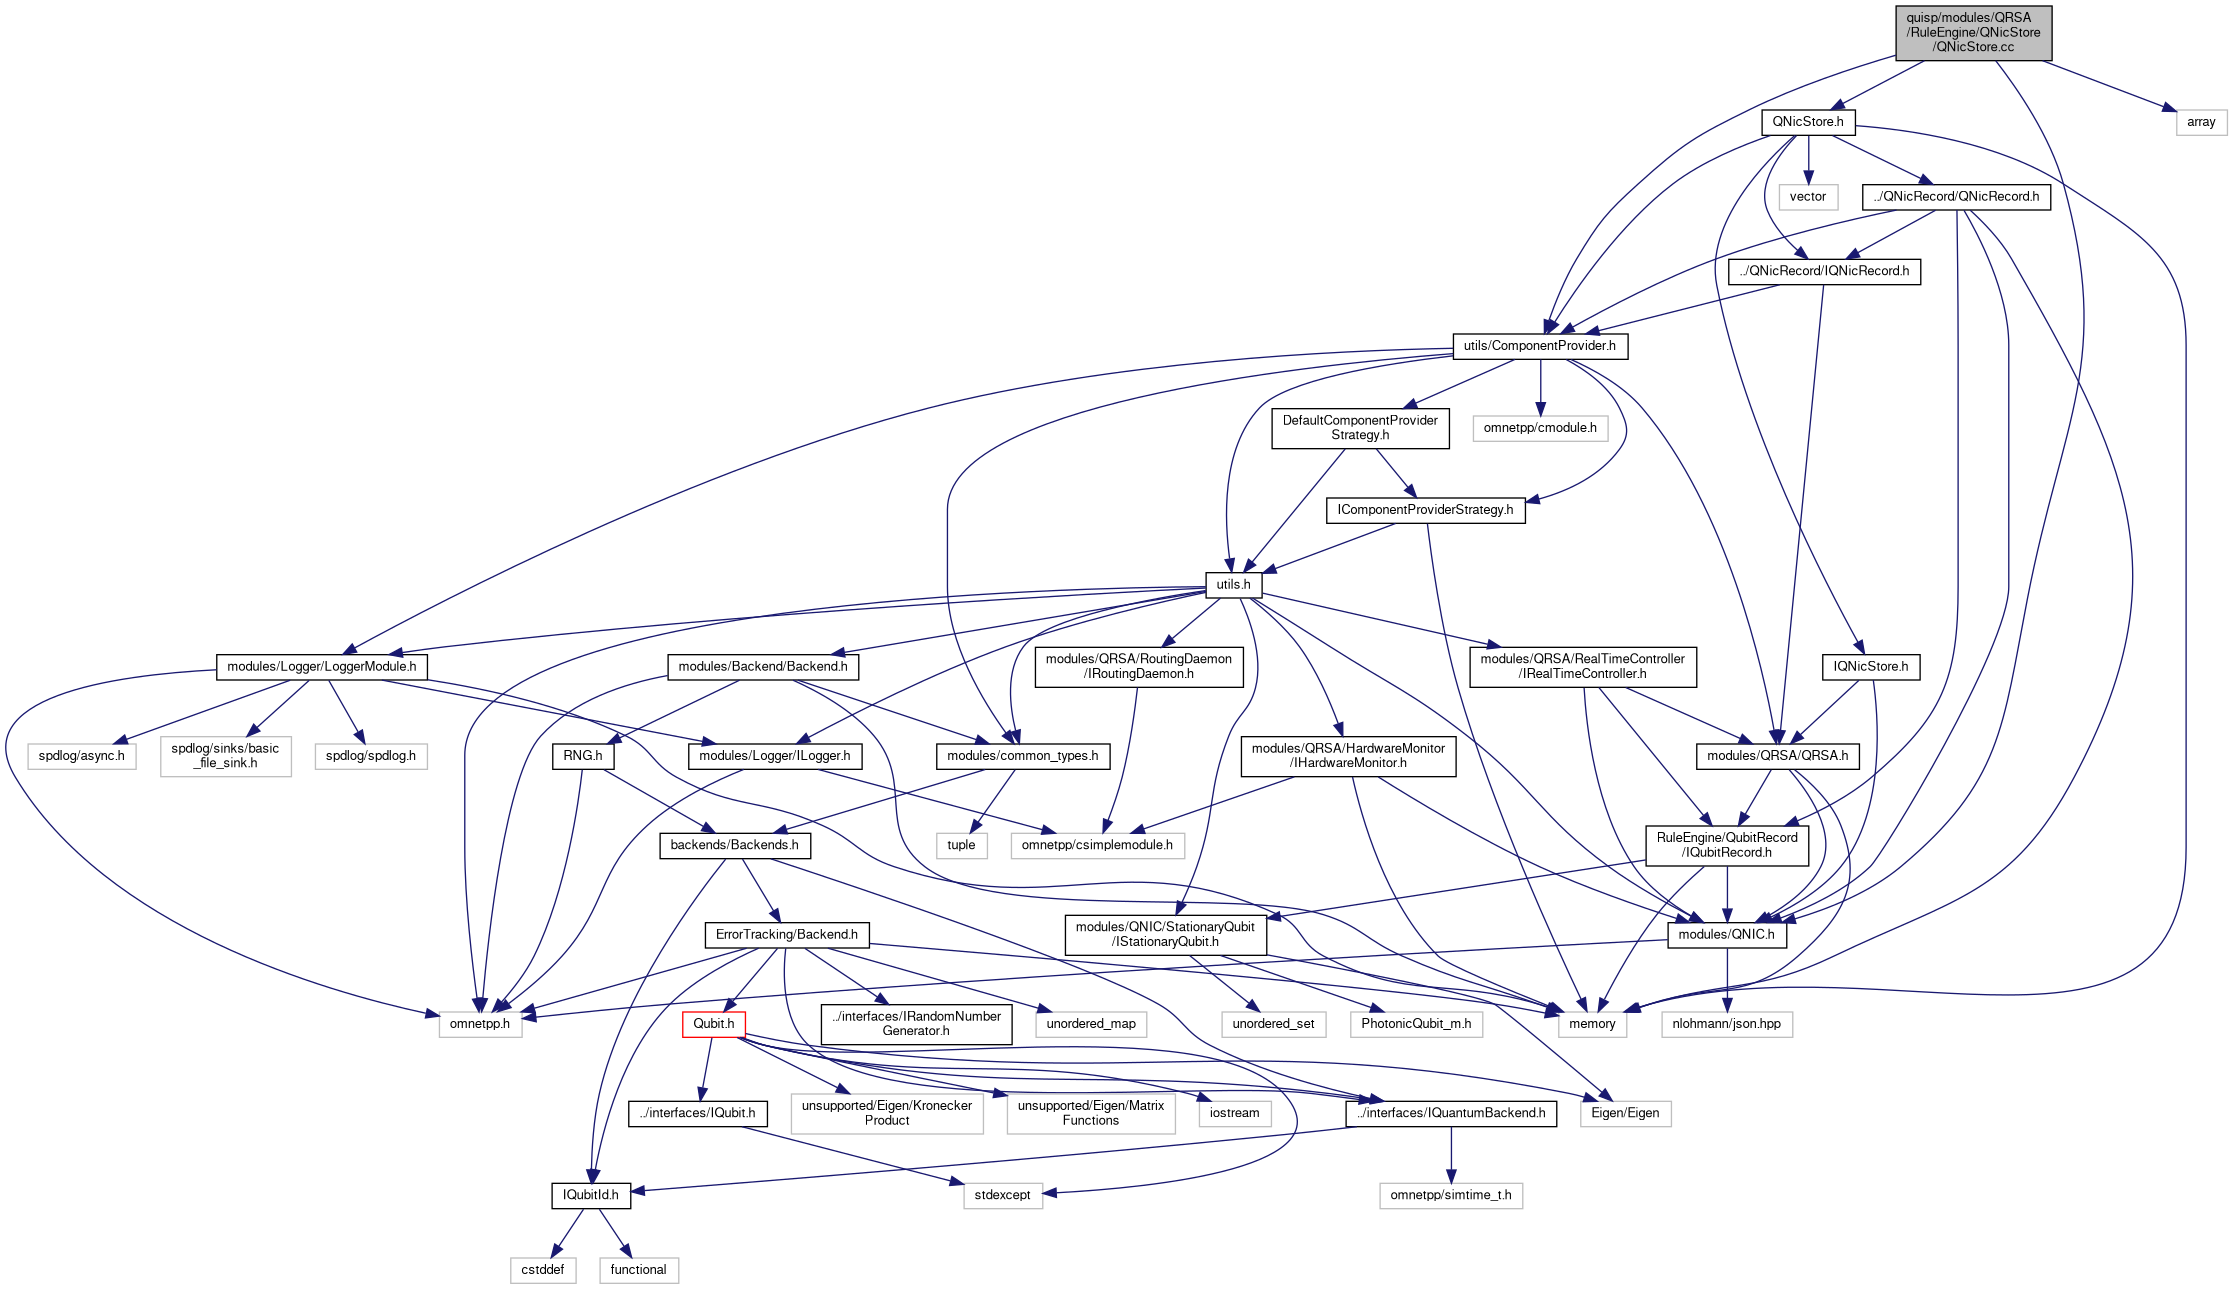 quisp/modules/QRSA
/RuleEngine/QNicStore
/QNicStore.cc
QNicStore.h
array
vector
../QNicRecord/QNicRecord.h
../QNicRecord/IQNicRecord.h
utils/ComponentProvider.h
DefaultComponentProvider
Strategy.h
omnetpp/cmodule.h
IComponentProviderStrategy.h
utils.h
modules/Logger/LoggerModule.h
modules/Backend/Backend.h
modules/QRSA/RoutingDaemon
/IRoutingDaemon.h
modules/QRSA/RealTimeController
/IRealTimeController.h
IQNicStore.h
spdlog/async.h
spdlog/sinks/basic
_file_sink.h
spdlog/spdlog.h
RNG.h
modules/Logger/ILogger.h
modules/common_types.h
modules/QRSA/HardwareMonitor
/IHardwareMonitor.h
modules/QRSA/QRSA.h
backends/Backends.h
tuple
omnetpp/csimplemodule.h
RuleEngine/QubitRecord
/IQubitRecord.h
ErrorTracking/Backend.h
modules/QNIC/StationaryQubit
/IStationaryQubit.h
modules/QNIC.h
omnetpp.h
Qubit.h
../interfaces/IRandomNumber
Generator.h
unordered_map
unordered_set
PhotonicQubit_m.h
memory
nlohmann/json.hpp
../interfaces/IQubit.h
unsupported/Eigen/Kronecker
Product
unsupported/Eigen/Matrix
Functions
iostream
../interfaces/IQuantumBackend.h
Eigen/Eigen
IQubitId.h
stdexcept
omnetpp/simtime_t.h
cstddef
functional